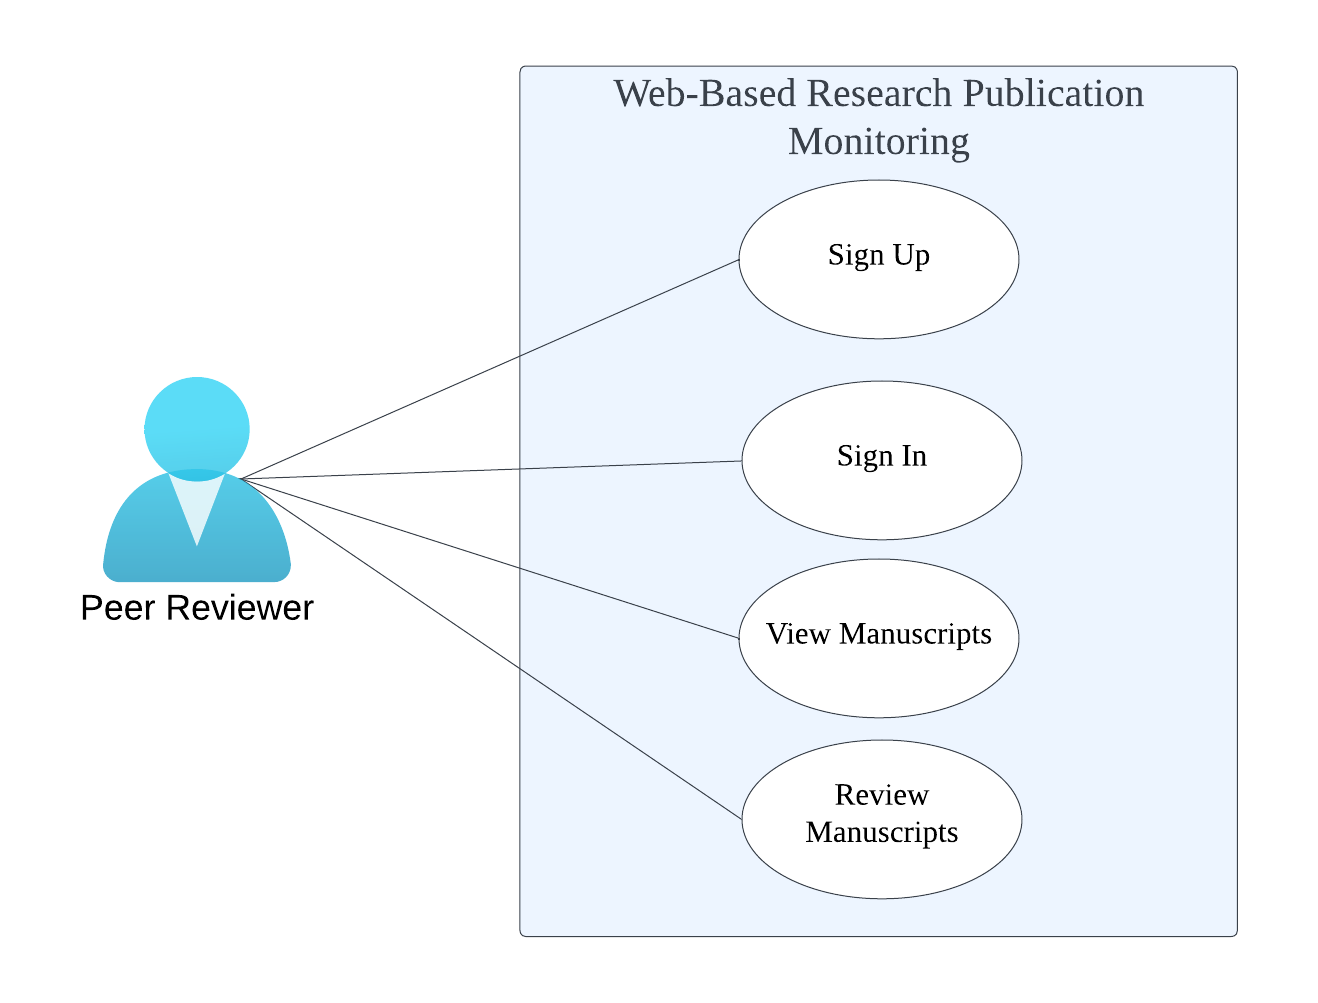 Web-Based Research Publication
Monitoring
Sign Up
Sign In
Peer Reviewer
View Manuscripts
Review
Manuscripts